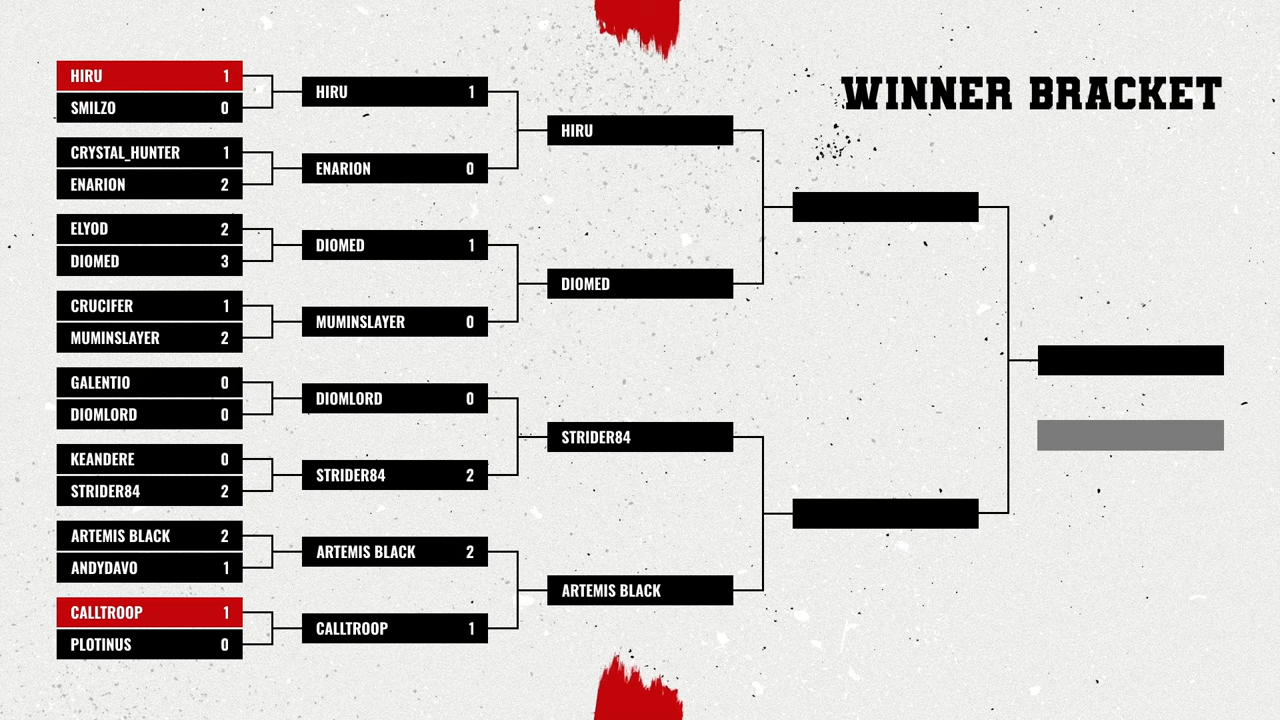 WINNER BRACKET
HIRU 1
SMILZO 0
CRYSTAL_HUNTER 1
ENARION 2
ELYOD 2
DIOMED 3
CRUCIFER 1
MUMINSLAYER 2
GALENTIO 0
DIOMLORD 0
KEANDERE 0
STRIDER84 2
ARTEMIS BLACK 2
ANDYDAVO 1
CALLTROOP 1
PLOTINUS 0
HIRU 1
ENARION 0
DIOMED 1
MUMINSLAYER 0
DIOMLORD 0
STRIDER84 2
ARTEMIS BLACK 2
CALLTROOP 1
HIRU
DIOMED
STRIDER84
ARTEMIS BLACK